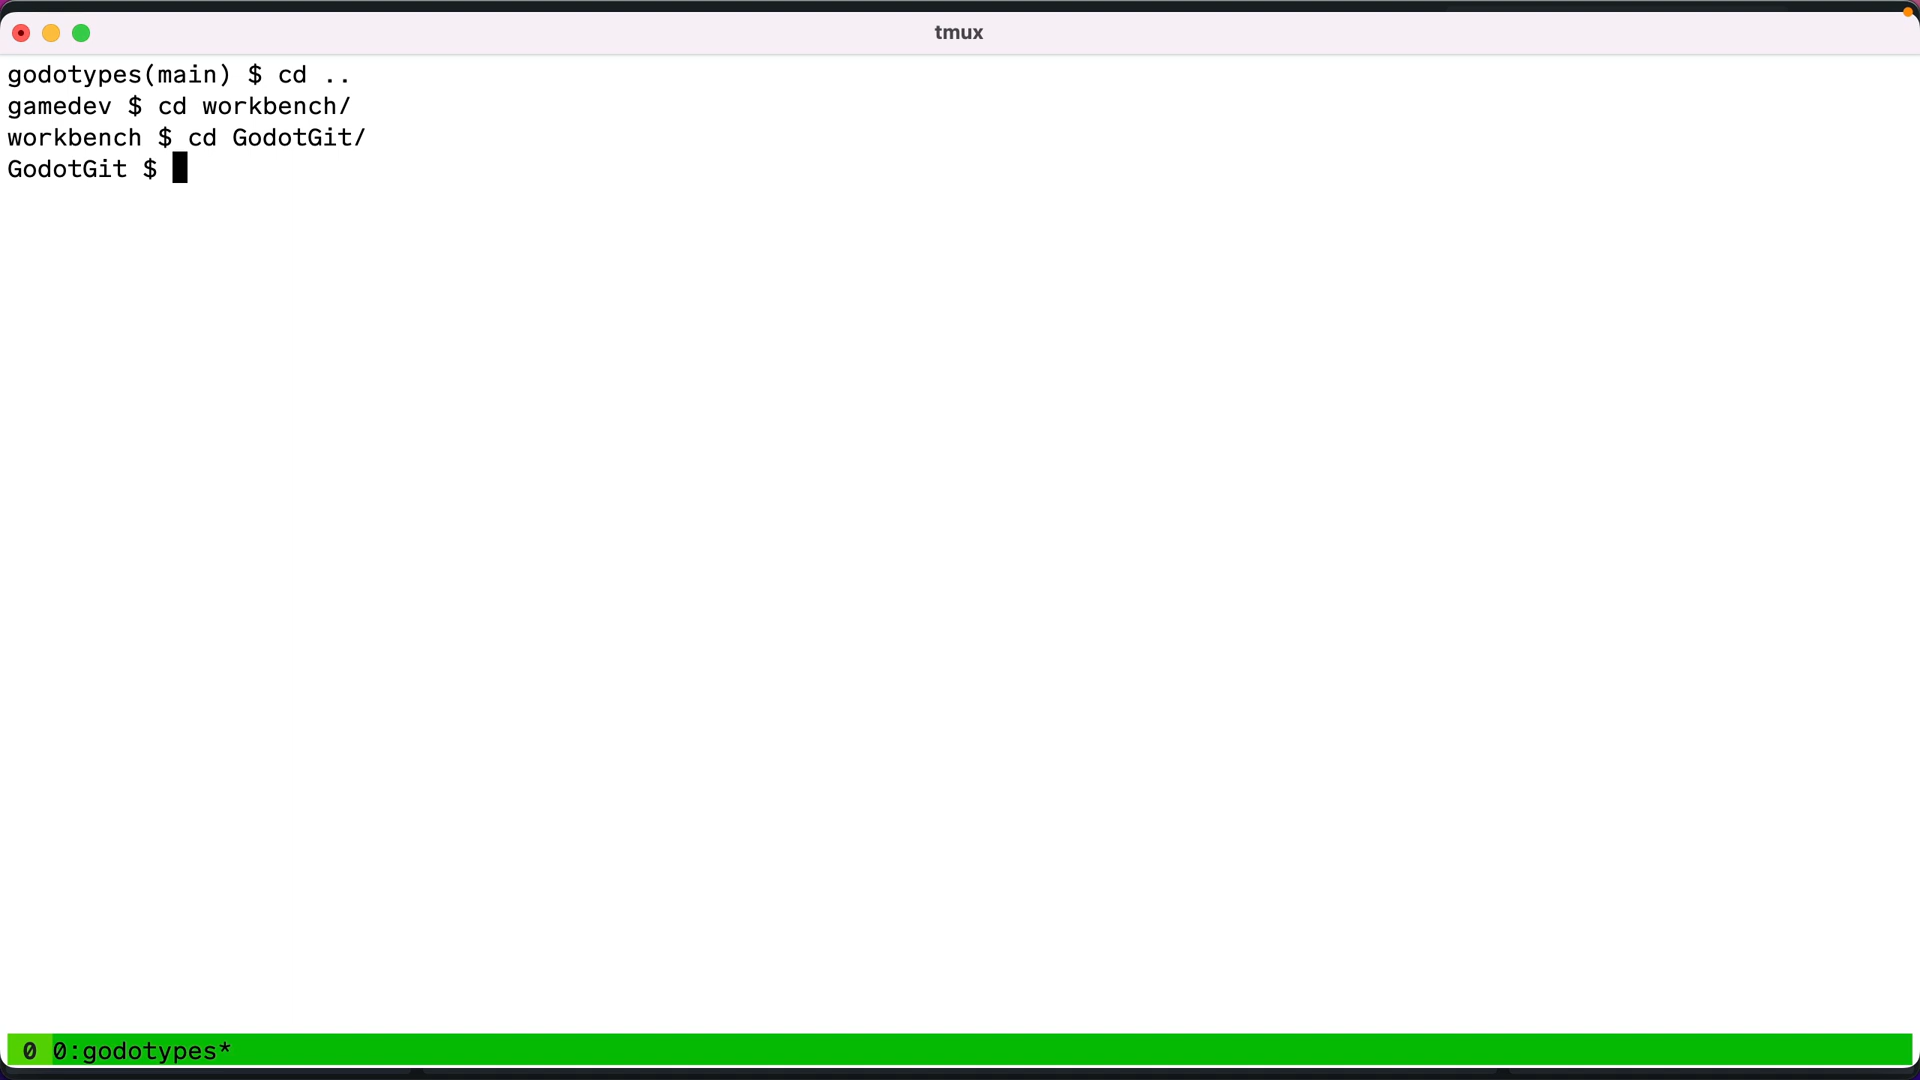 tmux
godotypes(main) $ cd ..
gamedev $ cd workbench/
workbench $ cd GodotGit/
GodotGit $
0 0:godotypes*